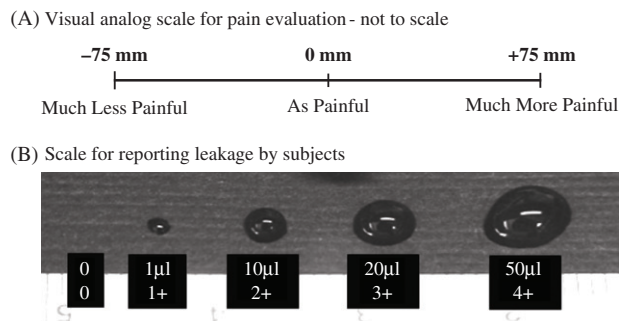 (A) Visual analog scale for pain evaluation - not to scale
−75 mm 0 mm +75 mm
Much Less Painful As Painful Much More Painful
(B) Scale for reporting leakage by subjects
0 1µl 10µl 20µl 50µl
0 1+ 2+ 3+ 4+